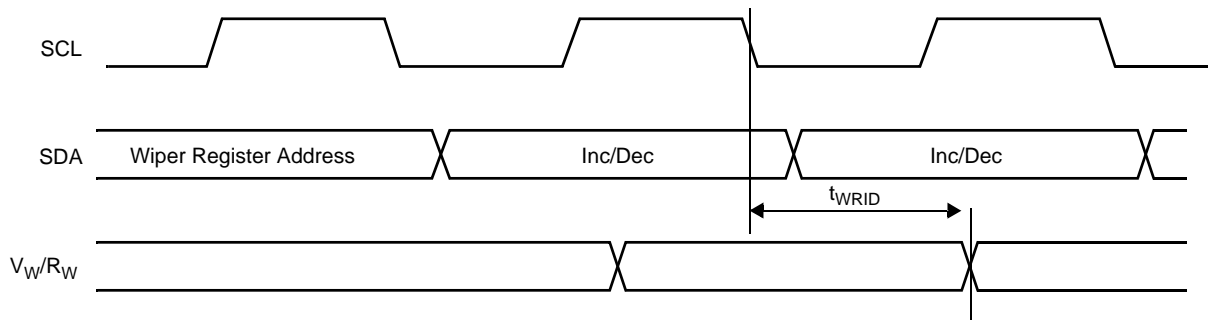 SCL
SDA
Wiper Register Address
Inc/Dec
Inc/Dec
tWRID
VW/RW